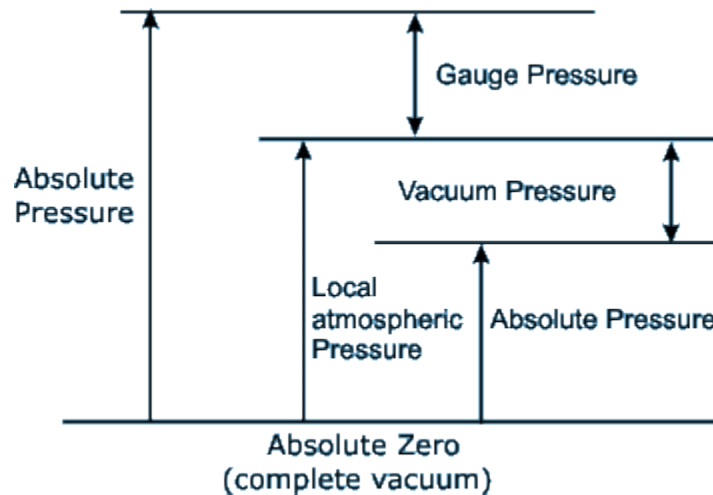 Gauge Pressure
Absolute
Pressure
Vacuum Pressure
Local
atmospheric
Pressure
Absolute Pressure
Absolute Zero
(complete vacuum)